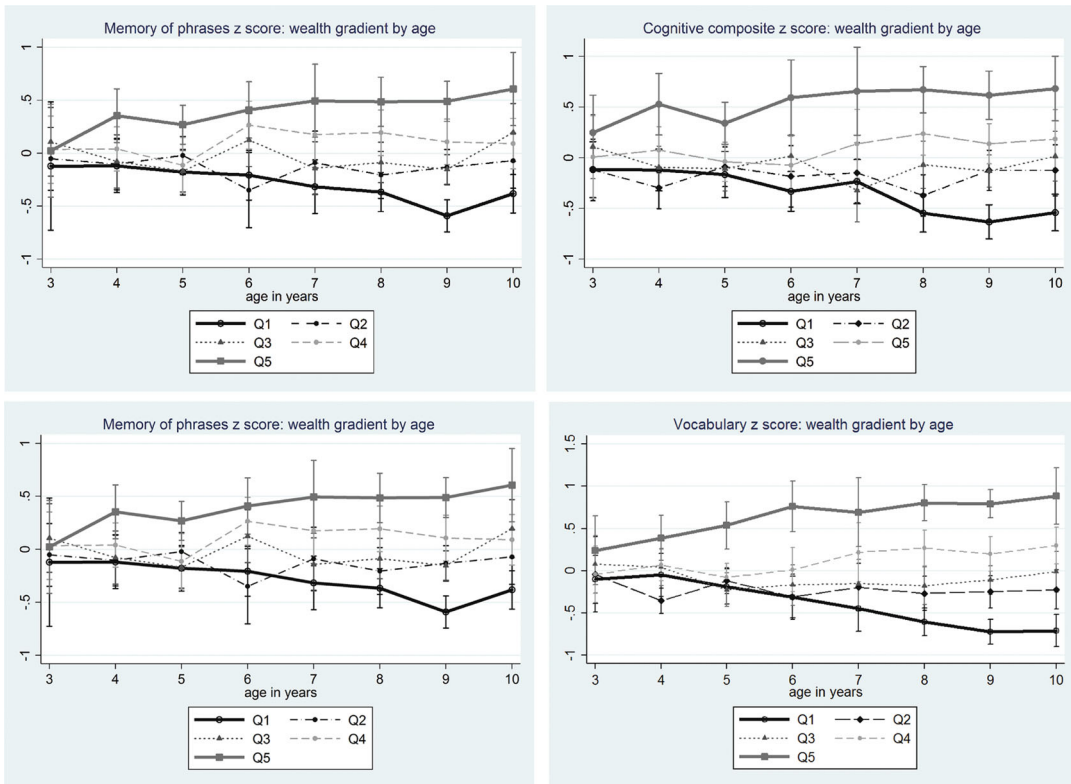 Memory of phrases z score: wealth gradient by age
1
.5
0
-.5
-1
3 4 5 6 7 8 9 10
age in years
Q1 Q2
Q3 Q4
Q5
Cognitive composite z score: wealth gradient by age
1
.5
0
-.5
-1
3 4 5 6 7 8 9 10
age in years
Q1 Q2
Q3 Q5
Q5
Memory of phrases z score: wealth gradient by age
1
.5
0
-.5
-1
3 4 5 6 7 8 9 10
age in years
Q1 Q2
Q3 Q4
Q5
Vocabulary z score: wealth gradient by age
1.5
1
.5
0
-.5
-1
3 4 5 6 7 8 9 10
age in years
Q1 Q2
Q3 Q4
Q5